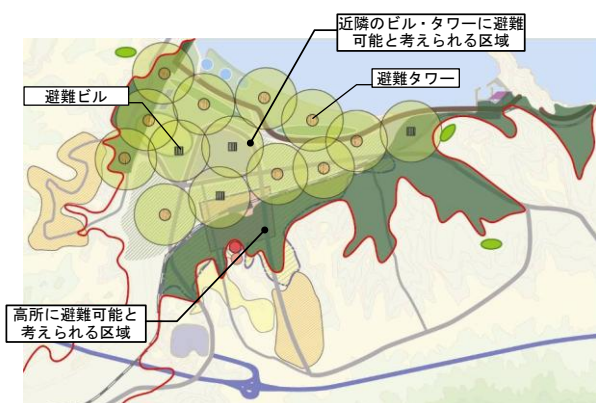 近隣のビル・タワーに避難
可能と考えられる区域
避難タワー
避難ビル
高所に避難可能と
考えられる区域